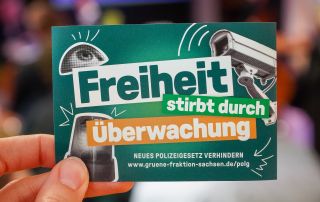 Freiheit
stirbt durch
Überwachung
NEUES POLIZEIGESETZ VERHINDERN
www.gruene-fraktion-sachsen.de/polg